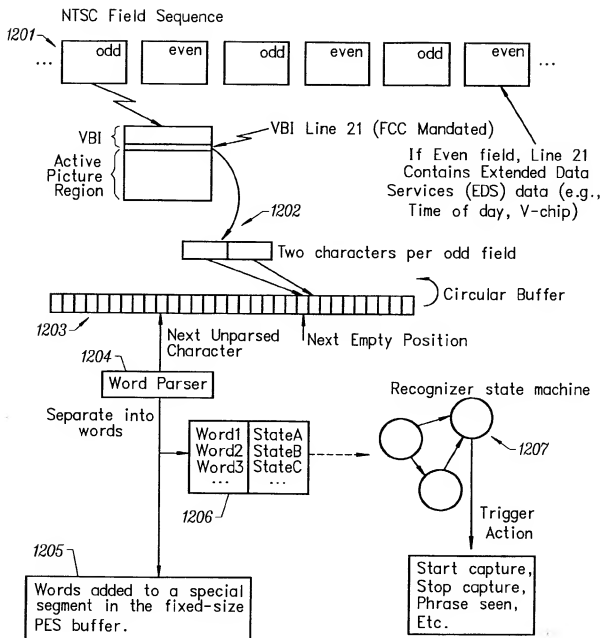 NTSC Field Sequence
1201
... odd even odd even odd even ...
VBI
VBI Line 21 (FCC Mandated)
Active
Picture
Region
If Even field, Line 21
Contains Extended Data
Services (EDS) data (e.g.,
Time of day, V-chip)
1202
Two characters per odd field
Circular Buffer
1203
Next Unparsed
Character
Next Empty Position
1204
Word Parser
Separate into
words
Recognizer state machine
Word1 StateA
Word2 StateB
Word3 StateC
... ...
1206
1207
Trigger
Action
1205
Words added to a special
segment in the fixed-size
PES buffer.
Start capture,
Stop capture,
Phrase seen,
Etc.